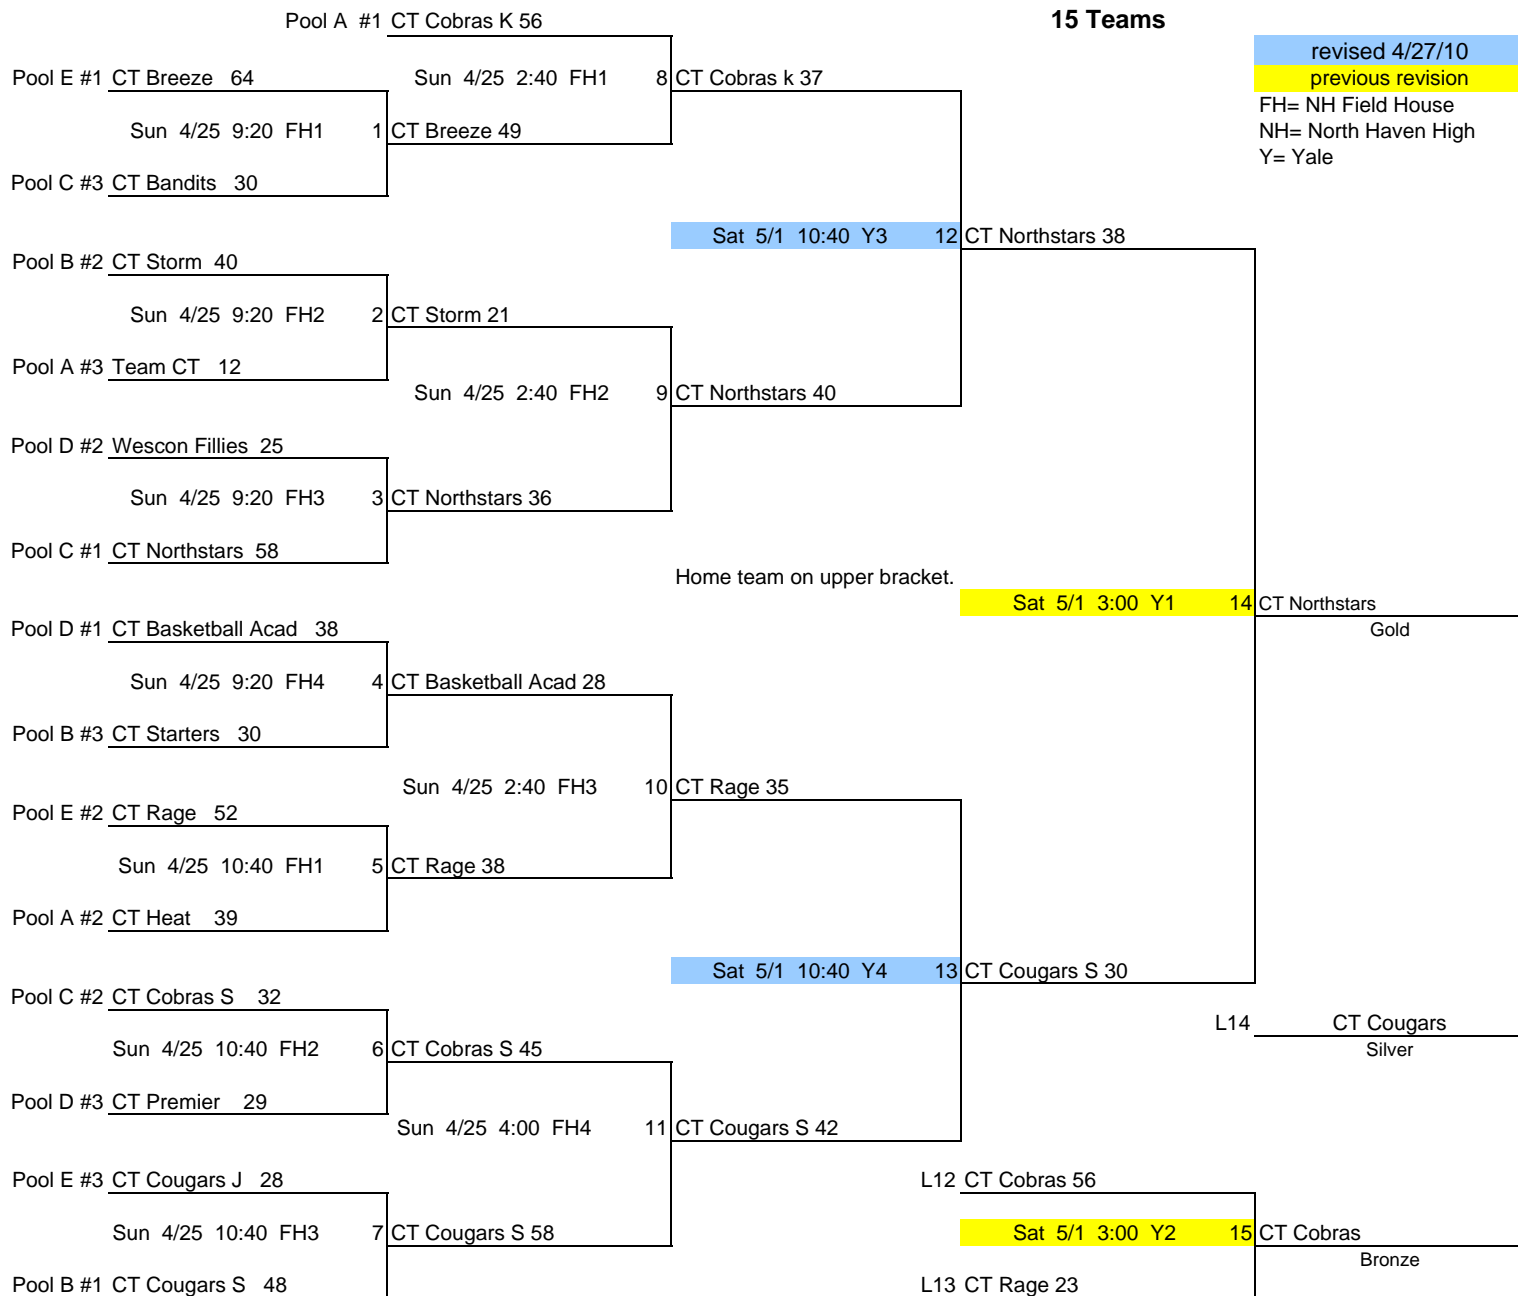 Pool A #1 CT Cobras K 56
15 Teams
revised 4/27/10
Pool E #1 CT Breeze 64
Sun 4/25 2:40 FH1 8 CT Cobras k 37
previous revision
FH= NH Field House
Sun 4/25 9:20 FH1 1 CT Breeze 49
NH= North Haven High
Y= Yale
Pool C #3 CT Bandits 30
Sat 5/1 10:40 Y3 12 CT Northstars 38
Pool B #2 CT Storm 40
Sun 4/25 9:20 FH2 2 CT Storm 21
Pool A #3 Team CT 12
Sun 4/25 2:40 FH2 9 CT Northstars 40
Pool D #2 Wescon Fillies 25
Sun 4/25 9:20 FH3 3 CT Northstars 36
Pool C #1 CT Northstars 58
Home team on upper bracket.
Sat 5/1 3:00 Y1 14 CT Northstars
Pool D #1 CT Basketball Acad 38
Gold
Sun 4/25 9:20 FH4 4 CT Basketball Acad 28
Pool B #3 CT Starters 30
Sun 4/25 2:40 FH3 10 CT Rage 35
Pool E #2 CT Rage 52
Sun 4/25 10:40 FH1 5 CT Rage 38
Pool A #2 CT Heat 39
Sat 5/1 10:40 Y4 13 CT Cougars S 30
Pool C #2 CT Cobras S 32
L14 CT Cougars
Sun 4/25 10:40 FH2 6 CT Cobras S 45
Silver
Pool D #3 CT Premier 29
Sun 4/25 4:00 FH4 11 CT Cougars S 42
Pool E #3 CT Cougars J 28
L12 CT Cobras 56
Sun 4/25 10:40 FH3 7 CT Cougars S 58
Sat 5/1 3:00 Y2 15 CT Cobras
Bronze
Pool B #1 CT Cougars S 48
L13 CT Rage 23